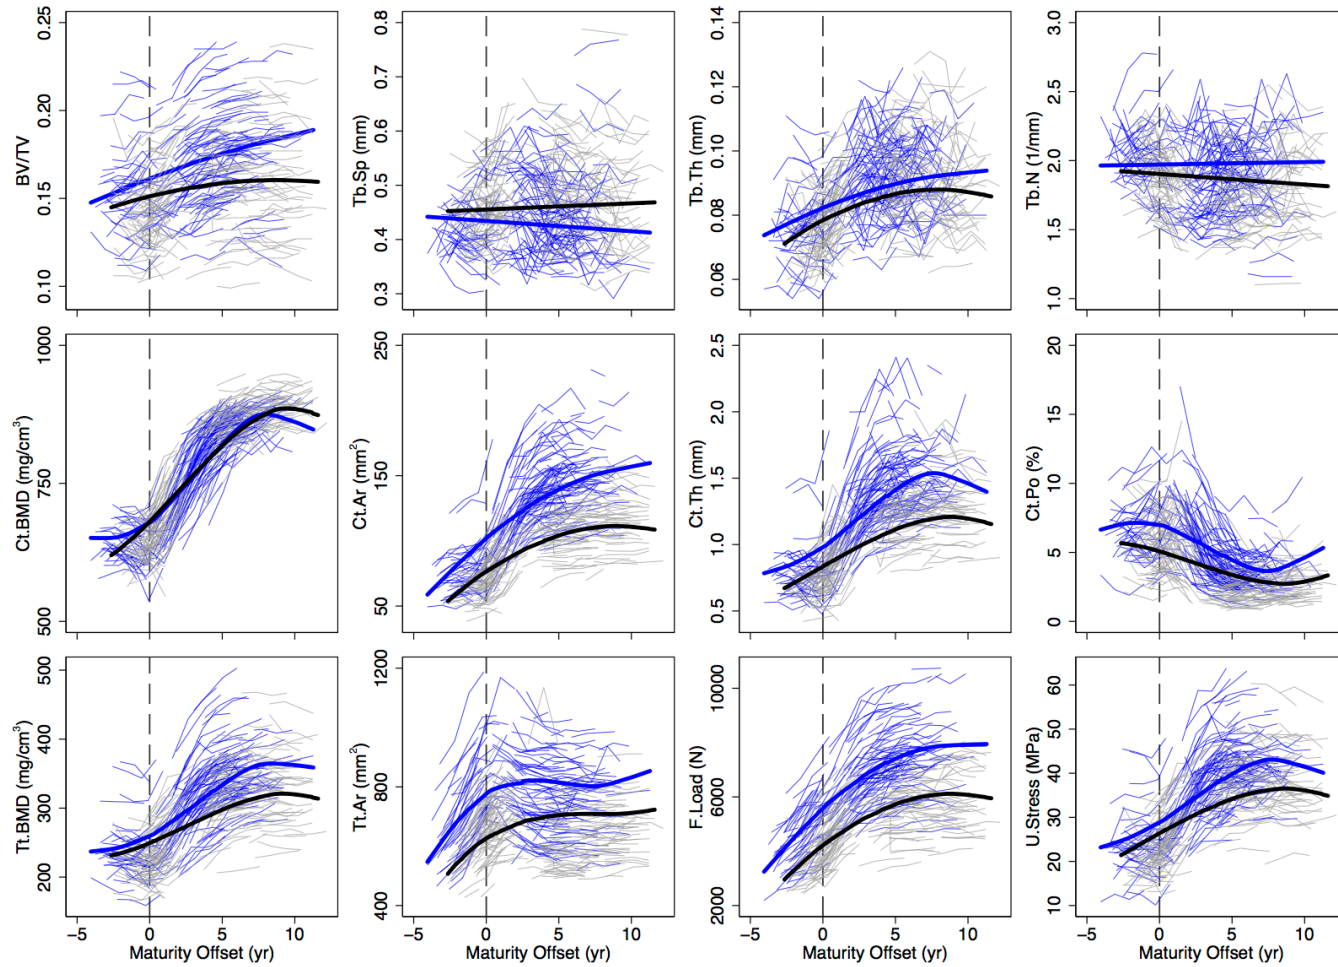 BV/TV
0.10 0.15 0.20 0.25
Tb.Sp (mm)
0.3 0.4 0.5 0.6 0.7 0.8
Tb.Th (mm)
0.06 0.08 0.10 0.12 0.14
Tb.N (1/mm)
1.0 1.5 2.0 2.5 3.0
Ct.BMD (mg/cm³)
500 750 1000
Ct.Ar (mm²)
50 150 250
Ct.Th (mm)
0.5 1.0 1.5 2.0 2.5
Ct.Po (%)
0 5 10 15 20
Tt.BMD (mg/cm³)
200 300 400 500
Tt.Ar (mm²)
400 800 1200
F.Load (N)
2000 6000 10000
U.Stress (MPa)
10 20 30 40 50 60
−5 0 5 10
Maturity Offset (yr)
−5 0 5 10
Maturity Offset (yr)
−5 0 5 10
Maturity Offset (yr)
−5 0 5 10
Maturity Offset (yr)